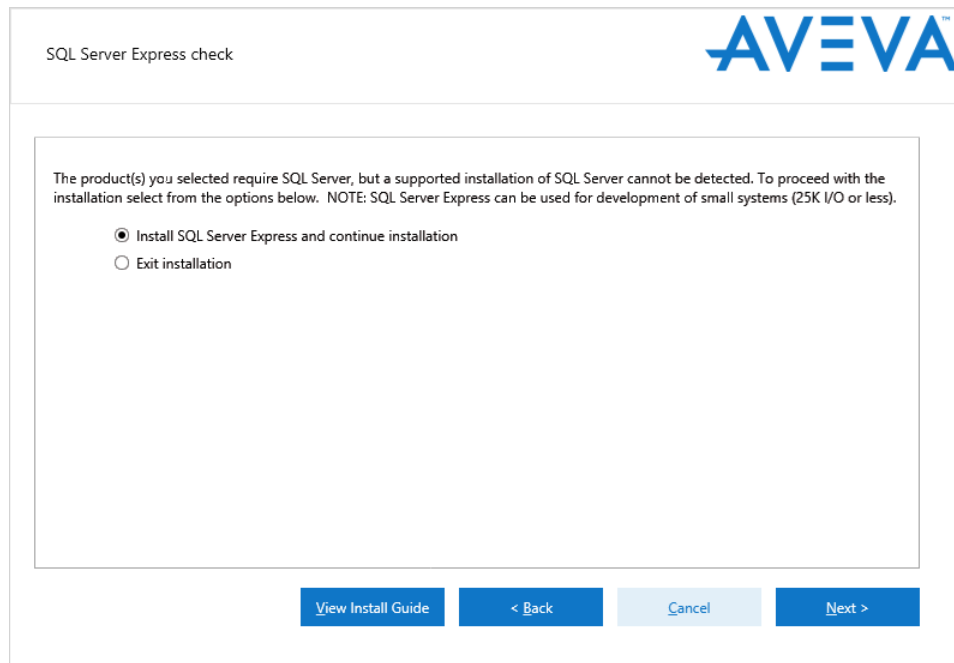 SQL Server Express check
AVEVA™
The product(s) you selected require SQL Server, but a supported installation of SQL Server cannot be detected. To proceed with the
installation select from the options below.  NOTE: SQL Server Express can be used for development of small systems (25K I/O or less).
Install SQL Server Express and continue installation
Exit installation
View Install Guide
< Back
Cancel
Next >